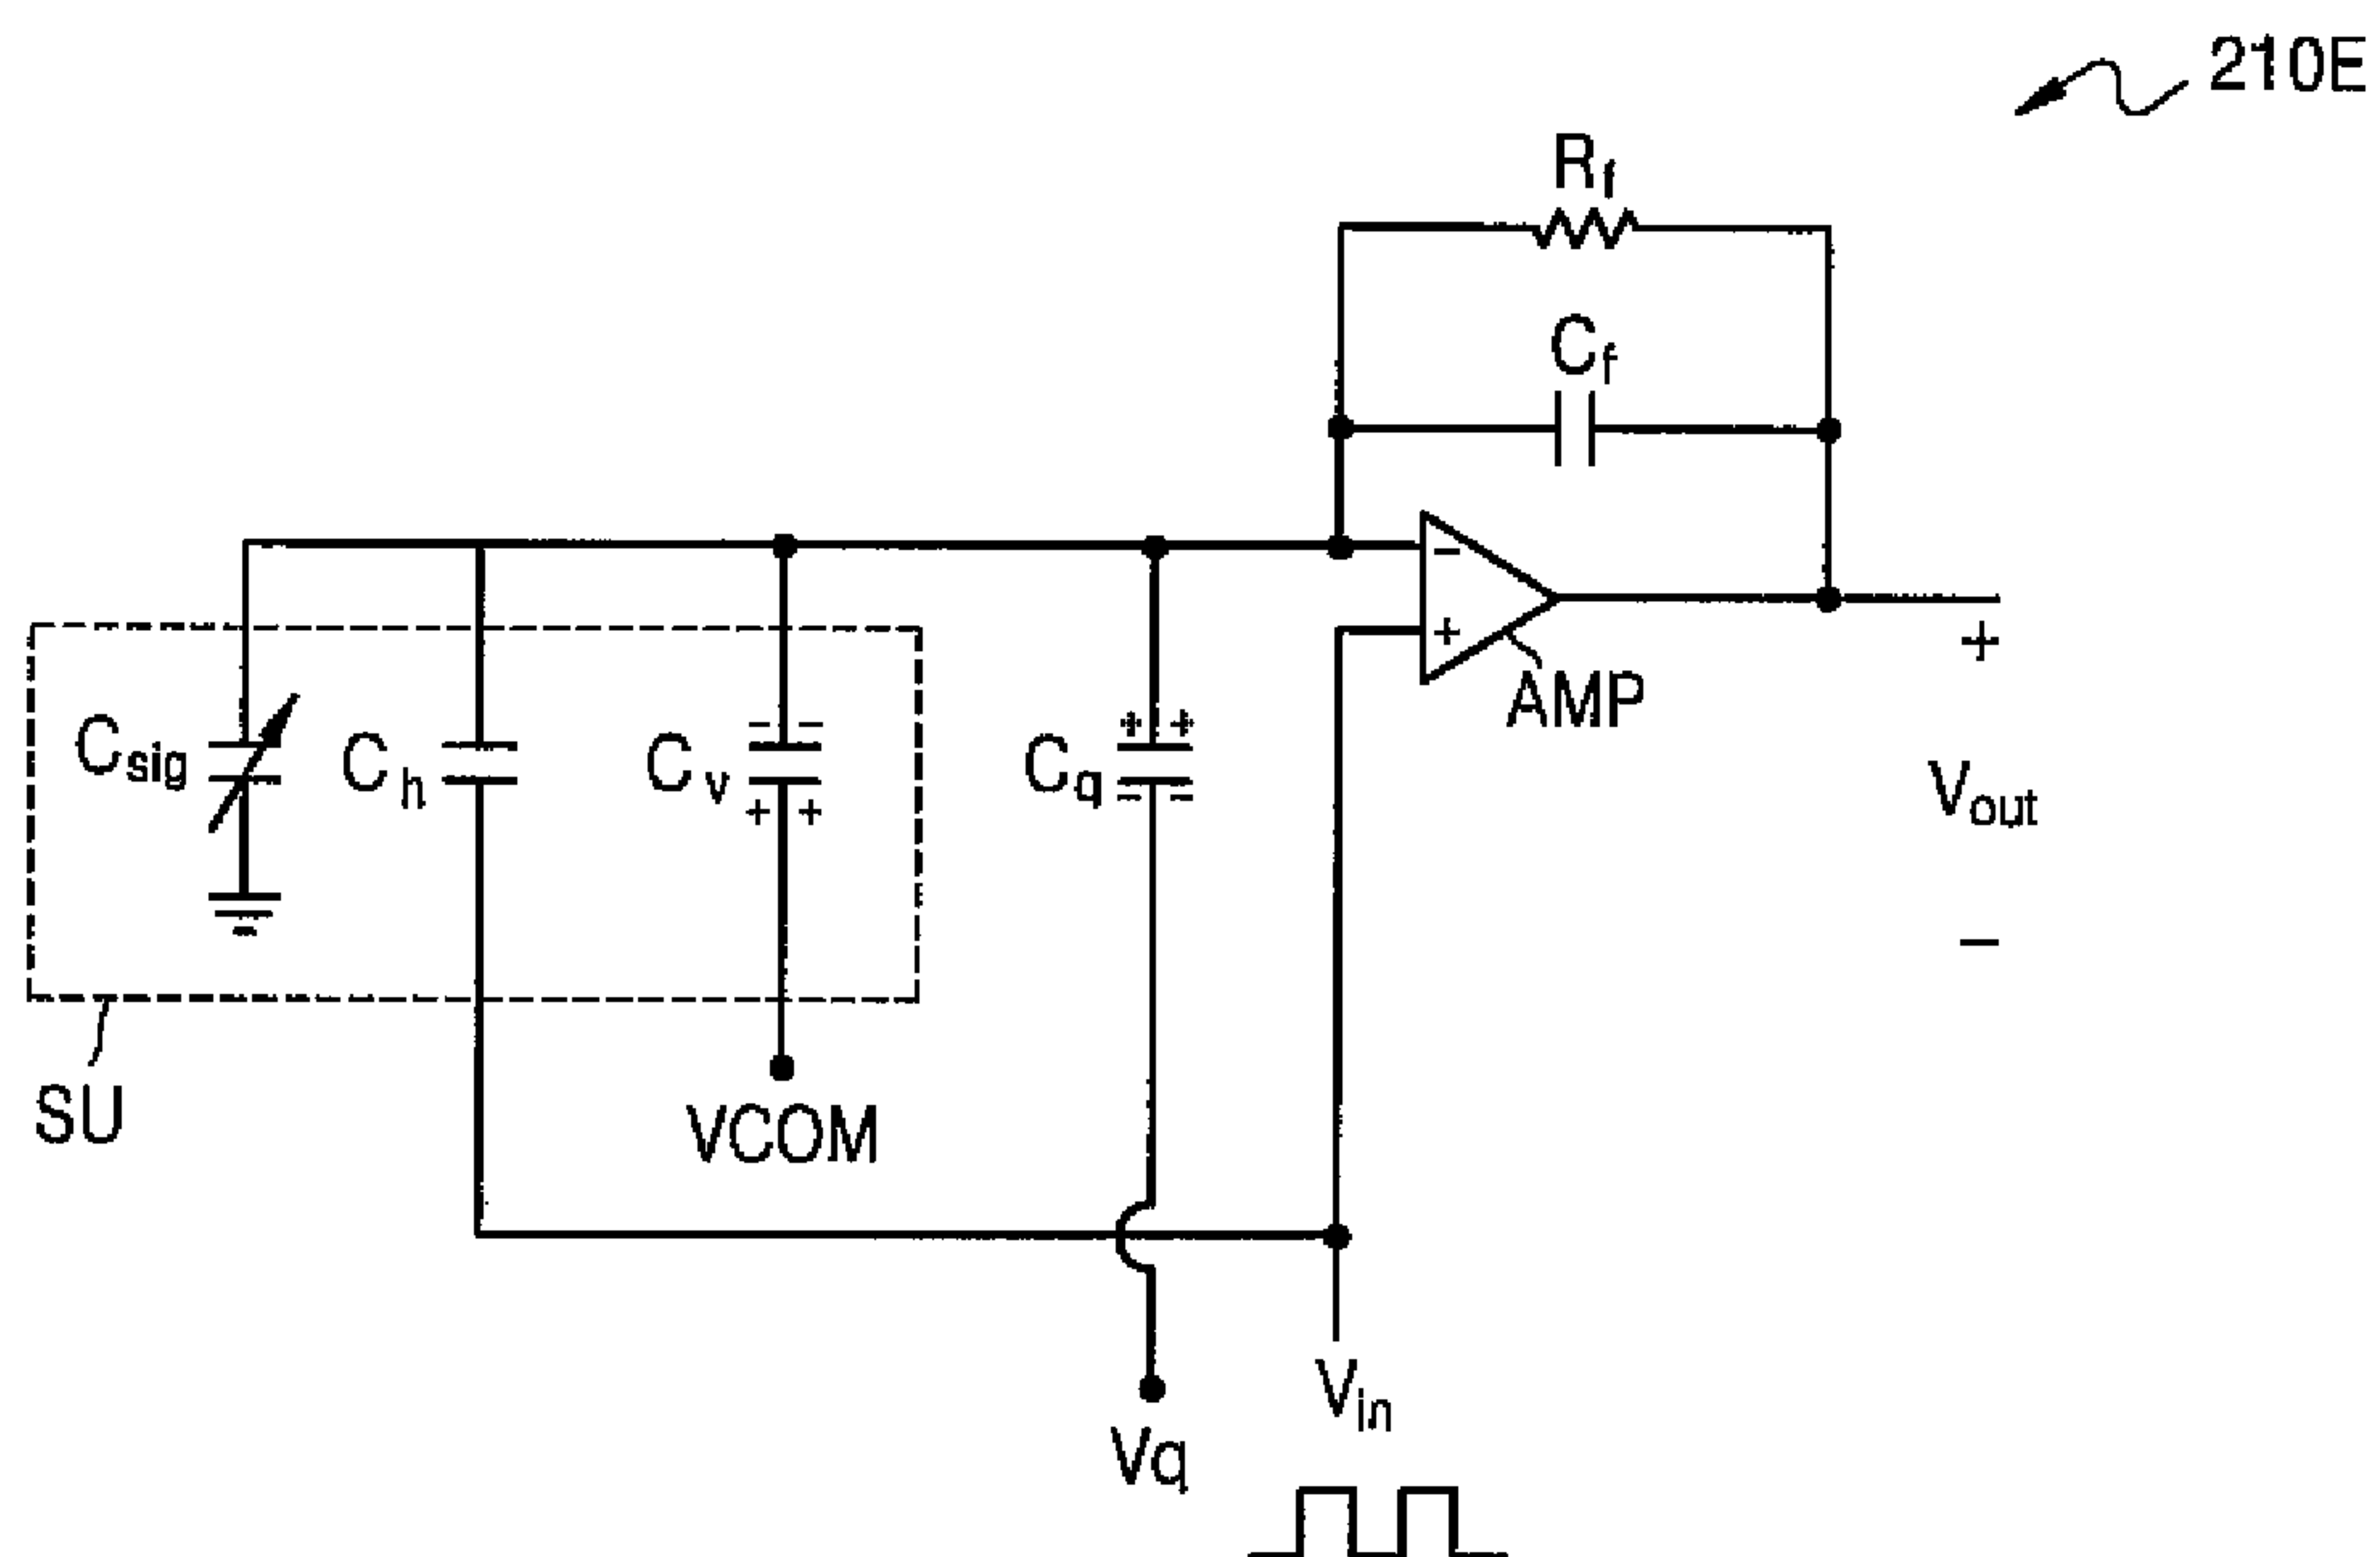 210E
Rf
Cf
− +
AMP
Csig
Ch
− −
Cv
+ +
+ +
Cq
− −
+
Vout
−
SU
VCOM
Vq
Vin